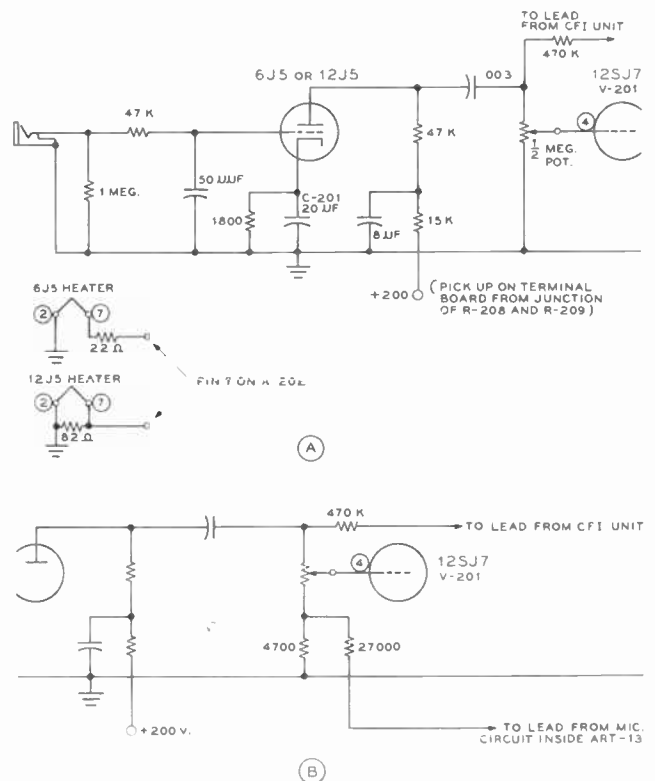 TO LEAD
FROM CFI UNIT
470 K
6J5 OR 12J5
.003
12SJ7
V-201
47 K
4
47 K
1/2
MEG.
POT.
50 UUF
C-201
20 UF
1 MEG.
1800
8 UF
15 K
6J5 HEATER
+200
(PICK UP ON TERMINAL
BOARD FROM JUNCTION
OF R-208 AND R-209)
2
7
22 Ω
PIN 7 ON
12J5 HEATER
2
7
82 Ω
A
470 K
TO LEAD FROM CFI UNIT
4
12SJ7
V-201
4700
27000
+200 V.
TO LEAD FROM MIC.
CIRCUIT INSIDE ART-13
B